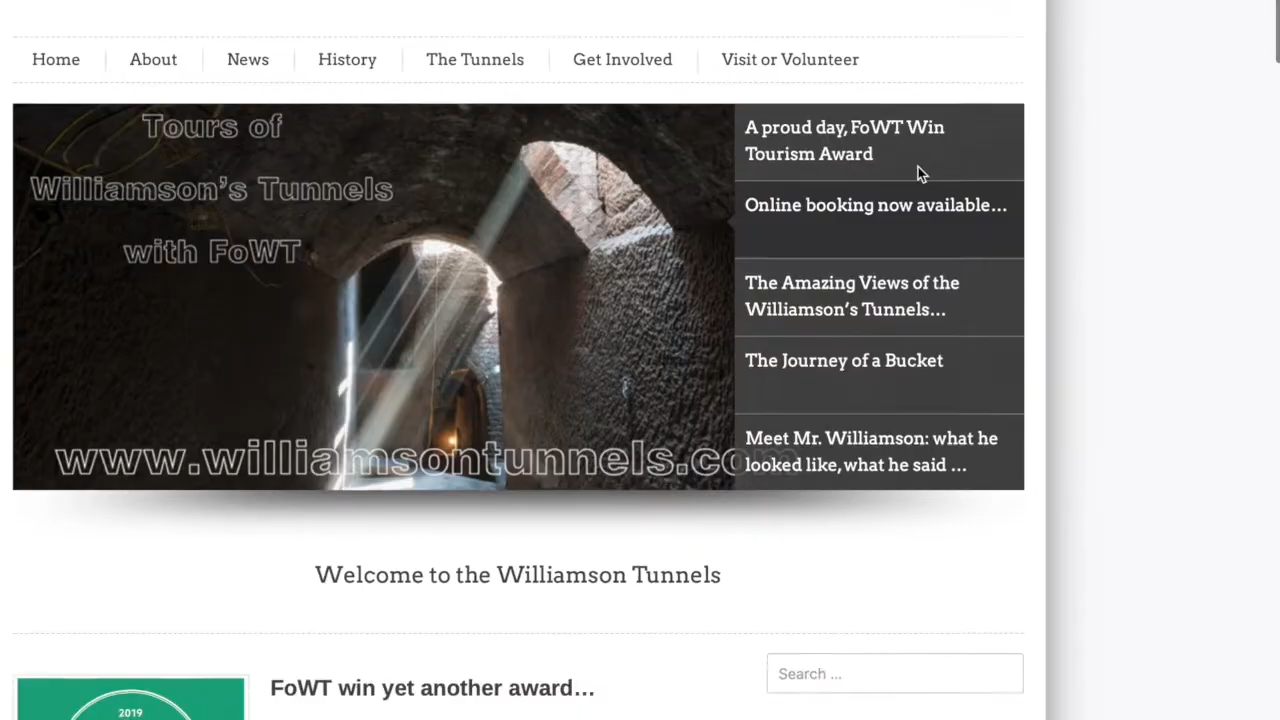 Home
About
News
History
The Tunnels
Get Involved
Visit or Volunteer
Tours of
Williamson's Tunnels
with FoWT
www.williamsontunnels.com
A proud day, FoWT Win
Tourism Award
Online booking now available…
The Amazing Views of the
Williamson’s Tunnels…
The Journey of a Bucket
Meet Mr. Williamson: what he
looked like, what he said …
Welcome to the Williamson Tunnels
Search …
FoWT win yet another award…
2019